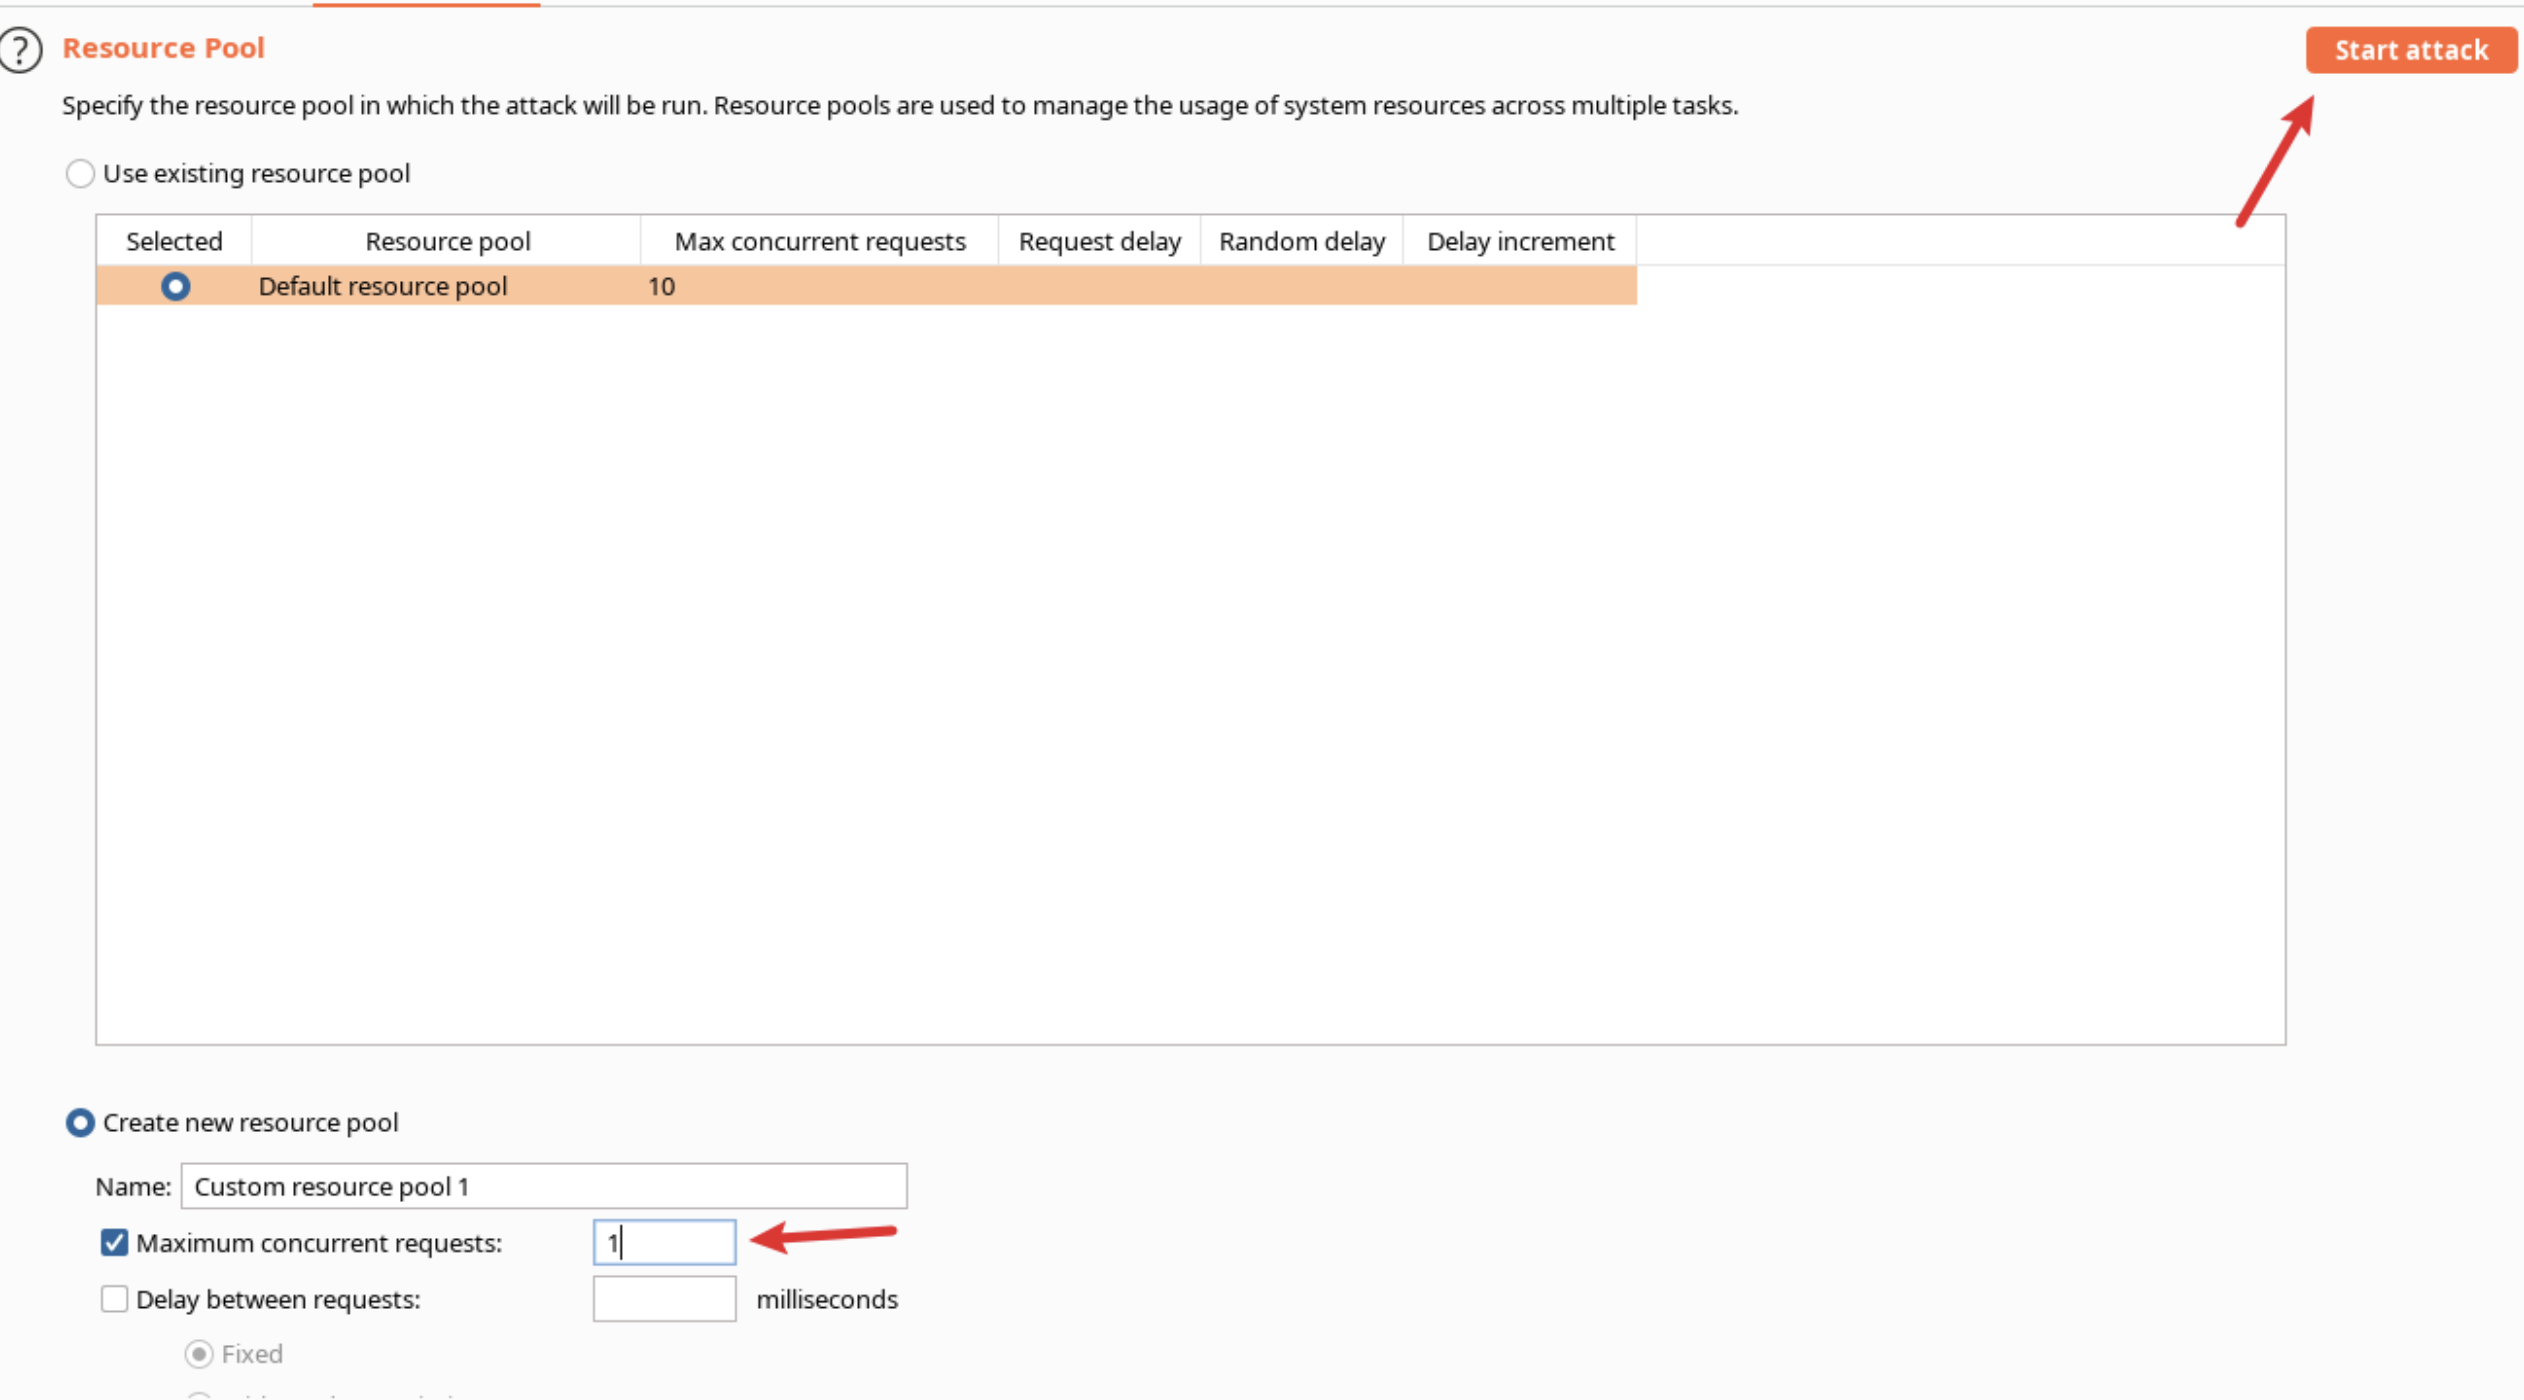 ?
Resource Pool
Start attack
Specify the resource pool in which the attack will be run. Resource pools are used to manage the usage of system resources across multiple tasks.
Use existing resource pool
Selected Resource pool Max concurrent requests Request delay Random delay Delay increment
Default resource pool 10
Create new resource pool
Name: Custom resource pool 1
Maximum concurrent requests: 1
Delay between requests: milliseconds
Fixed